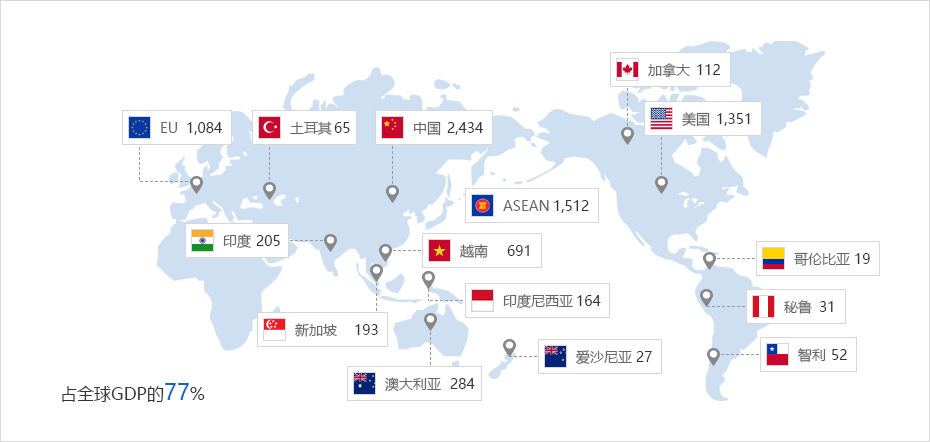 加拿大 112
美国 1,351
EU 1,084
土耳其 65
中国 2,434
ASEAN 1,512
印度 205
越南 691
哥伦比亚 19
印度尼西亚 164
秘鲁 31
新加坡 193
爱沙尼亚 27
智利 52
澳大利亚 284
占全球GDP的77%